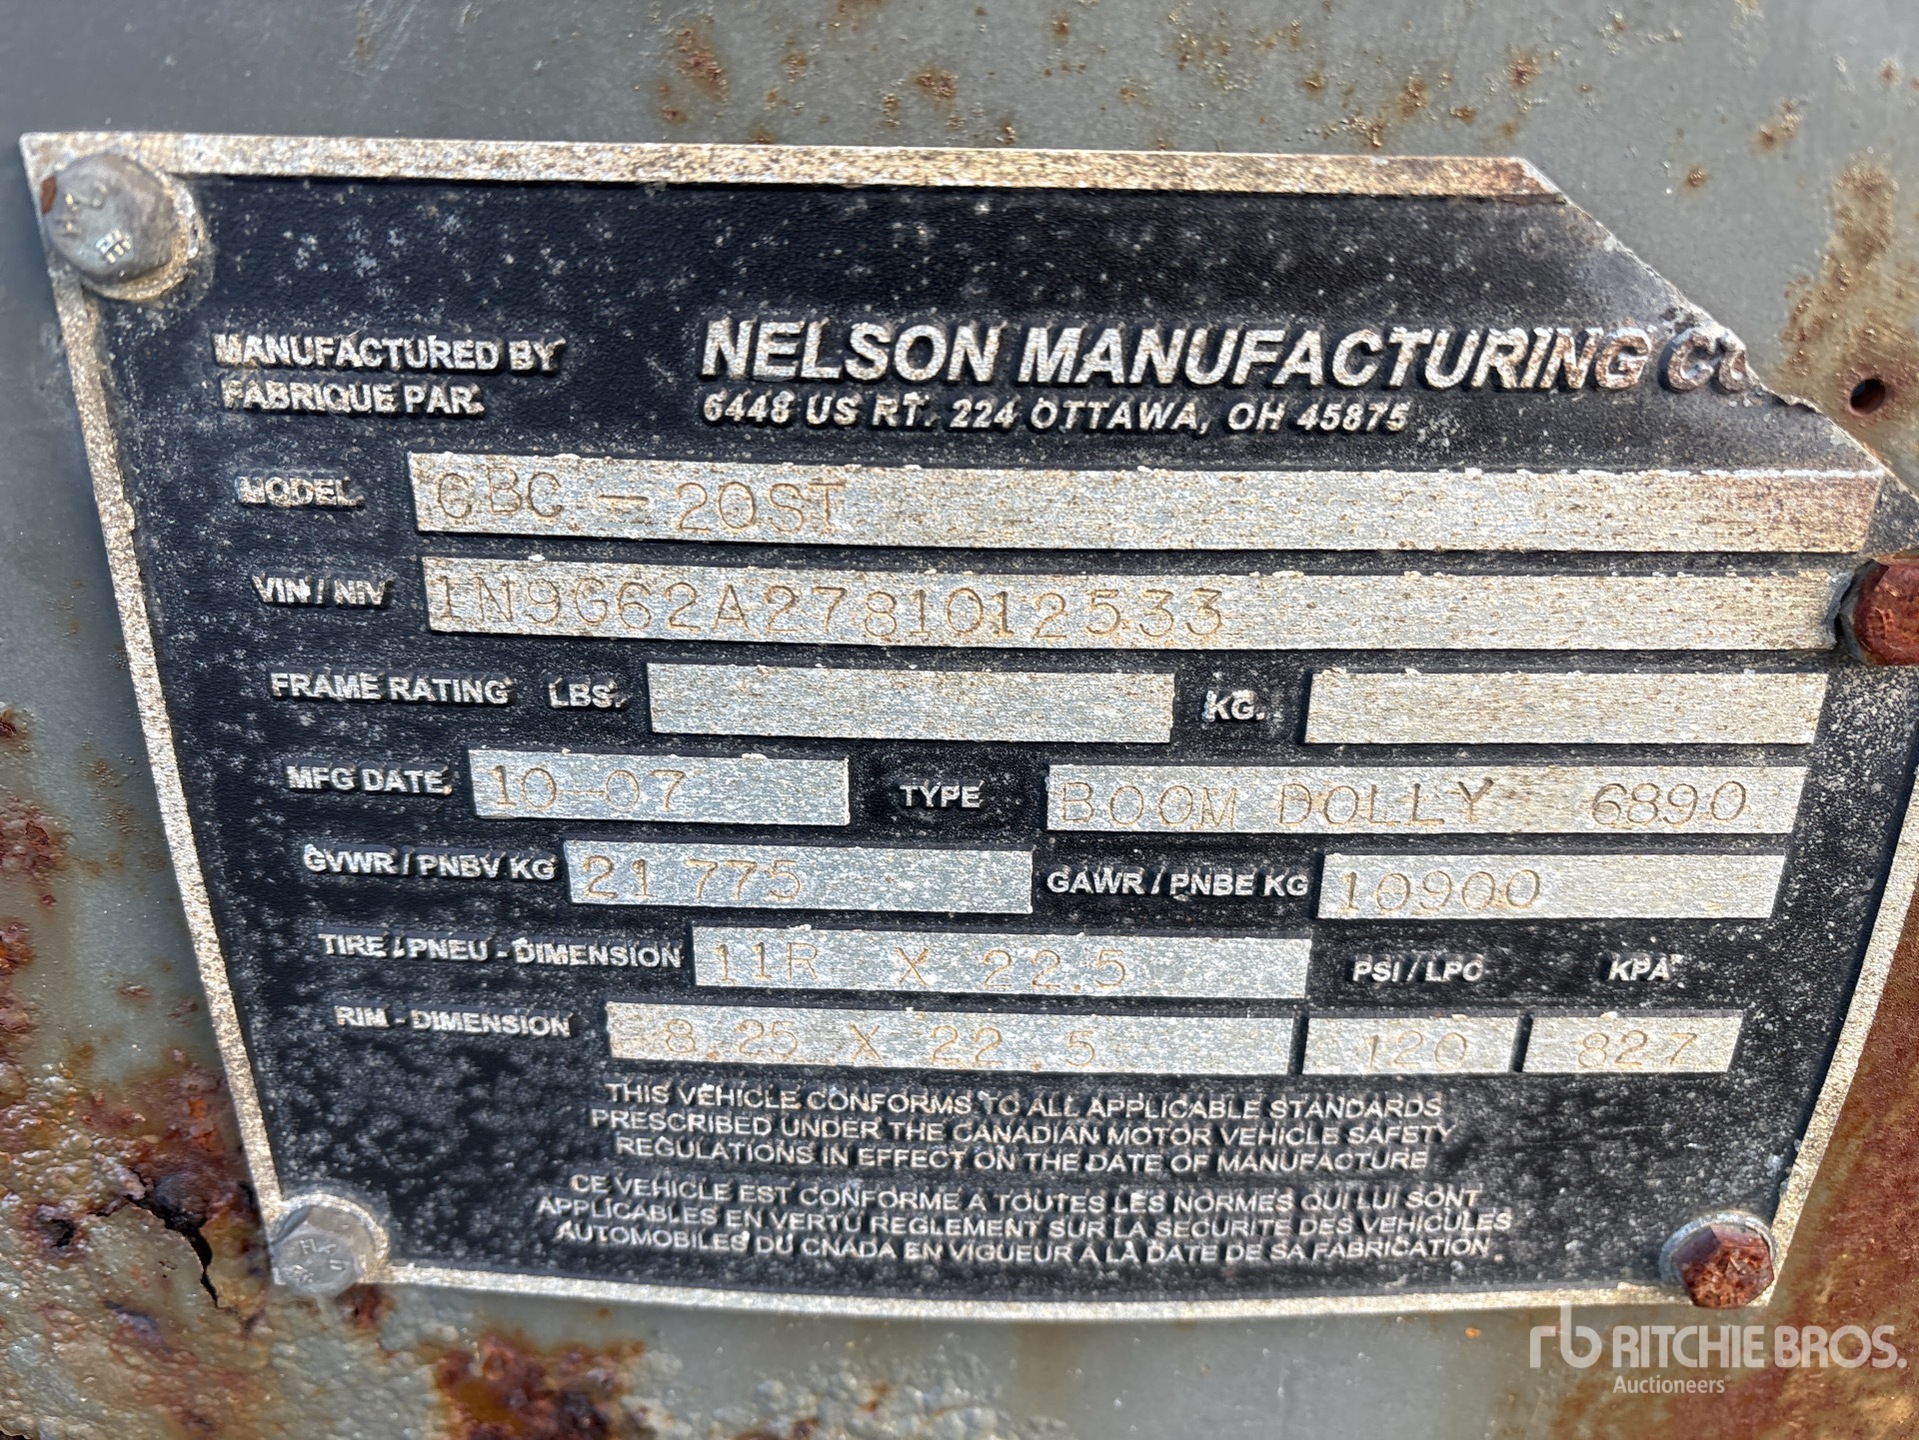 MANUFACTURED BY
FABRIQUE PAR.
NELSON MANUFACTURING CO
6448 US RT. 224 OTTAWA, OH 45875
MODEL GBC - 20ST
VIN / NIV 1N9G62A2781012533
FRAME RATING LBS. KG.
MFG DATE 10-07 TYPE BOOM DOLLY 6890
GVWR / PNBV KG 21 775 GAWR / PNBE KG 10900
TIRE / PNEU - DIMENSION 11R X 22.5 PSI / LPC KPA
RIM - DIMENSION 8.25 X 22.5 120 827
THIS VEHICLE CONFORMS TO ALL APPLICABLE STANDARDS
PRESCRIBED UNDER THE CANADIAN MOTOR VEHICLE SAFETY
REGULATIONS IN EFFECT ON THE DATE OF MANUFACTURE
CE VEHICLE EST CONFORME A TOUTES LES NORMES QUI LUI SONT
APPLICABLES EN VERTU REGLEMENT SUR LA SECURITE DES VEHICULES
AUTOMOBILES DU CNADA EN VIGUEUR A LA DATE DE SA FABRICATION
rb RITCHIE BROS.
Auctioneers